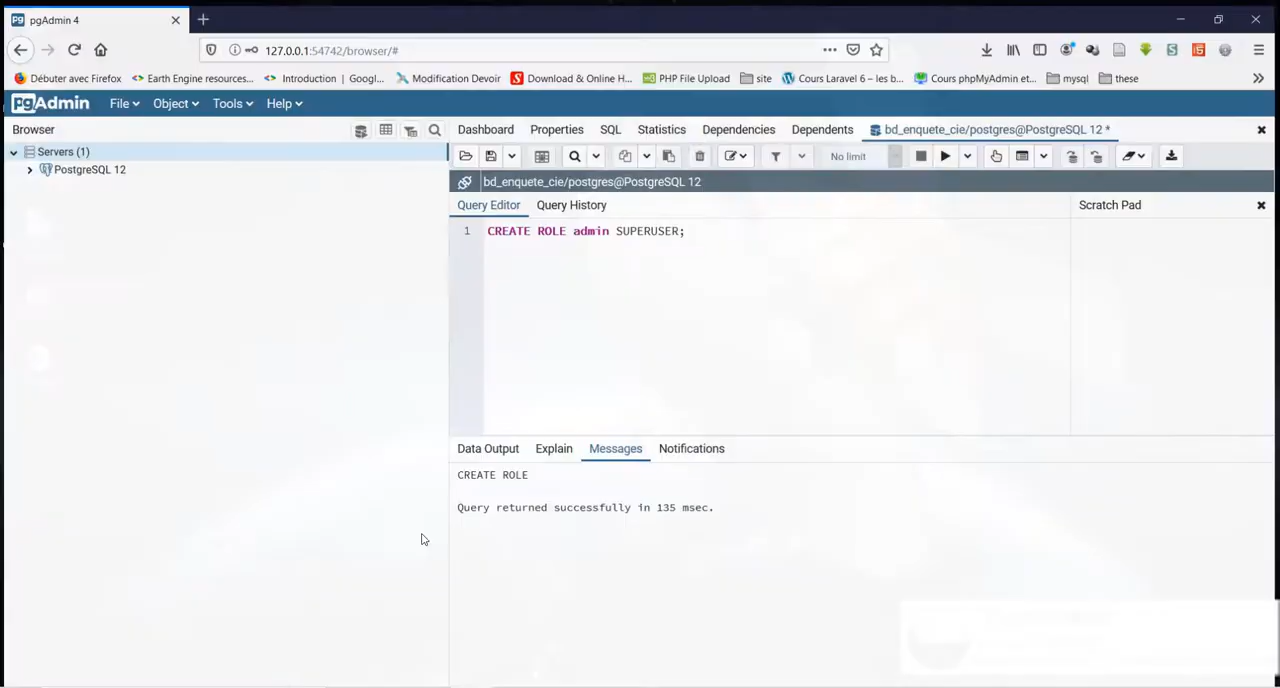 pgAdmin 4
127.0.0.1:54742/browser/#
Débuter avec Firefox
Earth Engine resources...
Introduction | Googl...
Modification Devoir
Download & Online H...
PHP File Upload
site
Cours Laravel 6 – les b...
Cours phpMyAdmin et...
mysql
these
pgAdmin
File
Object
Tools
Help
Browser
Dashboard
Properties
SQL
Statistics
Dependencies
Dependents
bd_enquete_cie/postgres@PostgreSQL 12 *
Servers (1)
PostgreSQL 12
No limit
bd_enquete_cie/postgres@PostgreSQL 12
Query Editor
Query History
Scratch Pad
1 CREATE ROLE admin SUPERUSER;
Data Output
Explain
Messages
Notifications
CREATE ROLE
Query returned successfully in 135 msec.